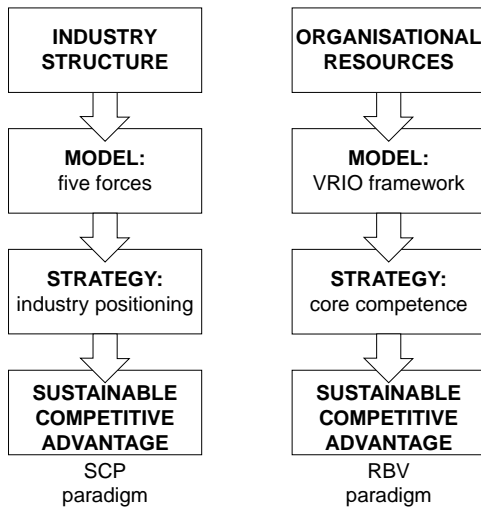 INDUSTRY
STRUCTURE
MODEL:
five forces
STRATEGY:
industry positioning
SUSTAINABLE
COMPETITIVE
ADVANTAGE
SCP
paradigm
ORGANISATIONAL
RESOURCES
MODEL:
VRIO framework
STRATEGY:
core competence
SUSTAINABLE
COMPETITIVE
ADVANTAGE
RBV
paradigm